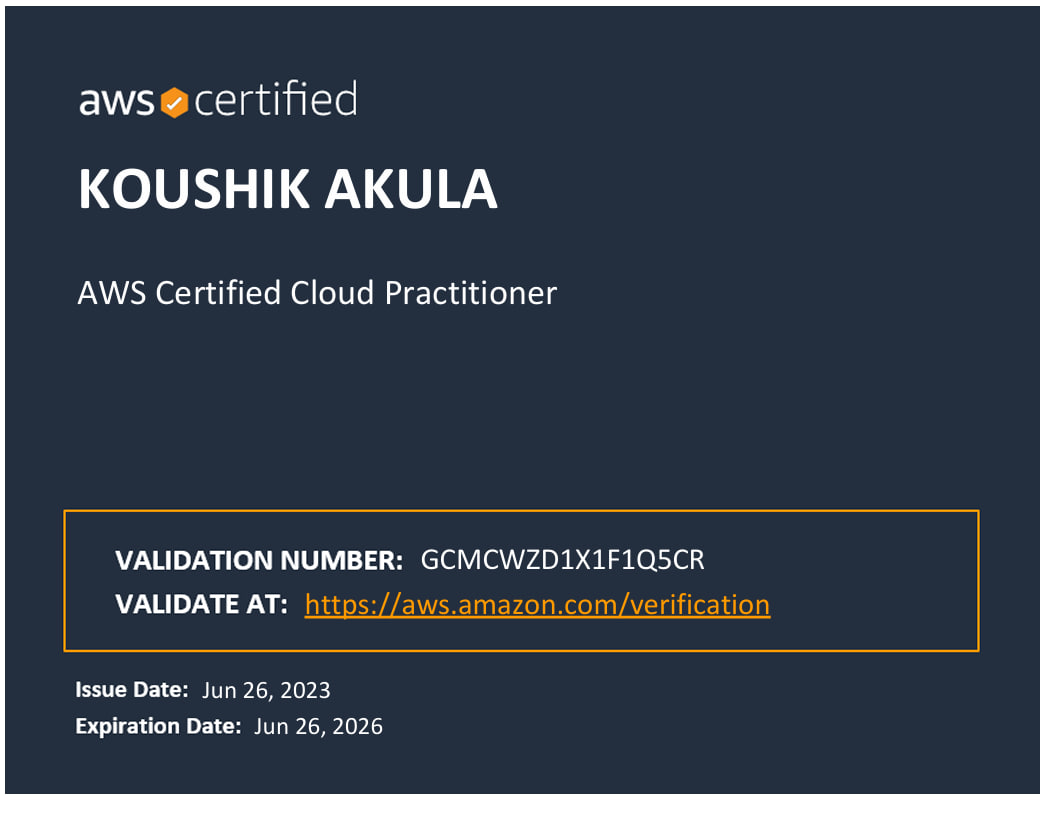 aws certified
KOUSHIK AKULA
AWS Certified Cloud Practitioner
VALIDATION NUMBER: GCMCWZD1X1F1Q5CR
VALIDATE AT: https://aws.amazon.com/verification
Issue Date: Jun 26, 2023
Expiration Date: Jun 26, 2026